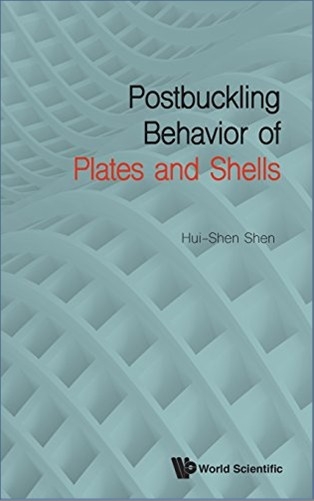 Postbuckling
Behavior of
Plates and Shells
Hui-Shen Shen
World Scientific